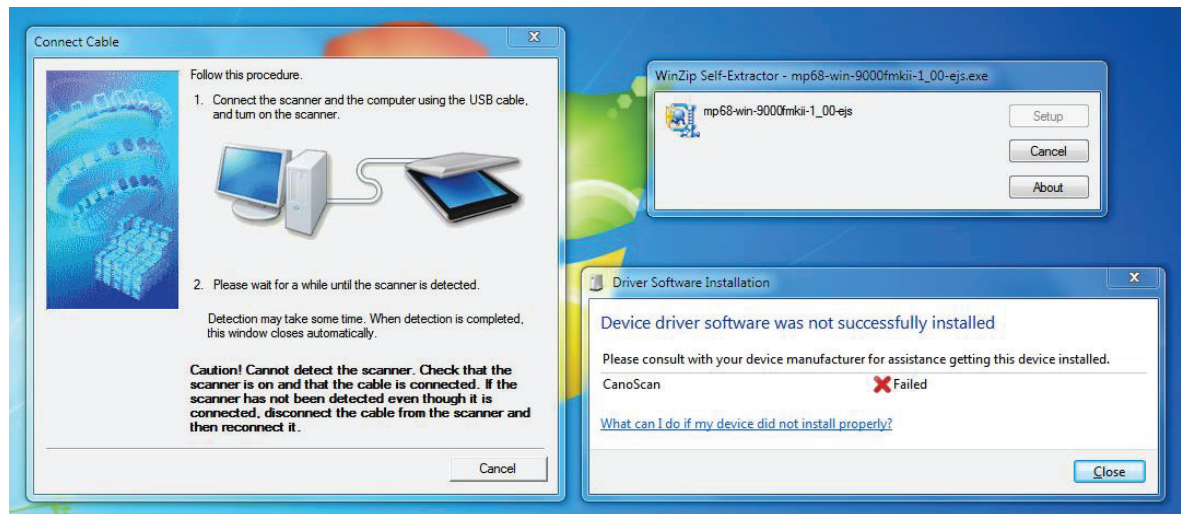 Connect Cable
Follow this procedure.
1. Connect the scanner and the computer using the USB cable,
and turn on the scanner.
2. Please wait for a while until the scanner is detected.
Detection may take some time. When detection is completed,
this window closes automatically.
Caution! Cannot detect the scanner. Check that the
scanner is on and that the cable is connected. If the
scanner has not been detected even though it is
connected, disconnect the cable from the scanner and
then reconnect it.
Cancel
WinZip Self-Extractor - mp68-win-9000fmkii-1_00-ejs.exe
mp68-win-9000fmkii-1_00-ejs
Setup
Cancel
About
Driver Software Installation
Device driver software was not successfully installed
Please consult with your device manufacturer for assistance getting this device installed.
CanoScan Failed
What can I do if my device did not install properly?
Close